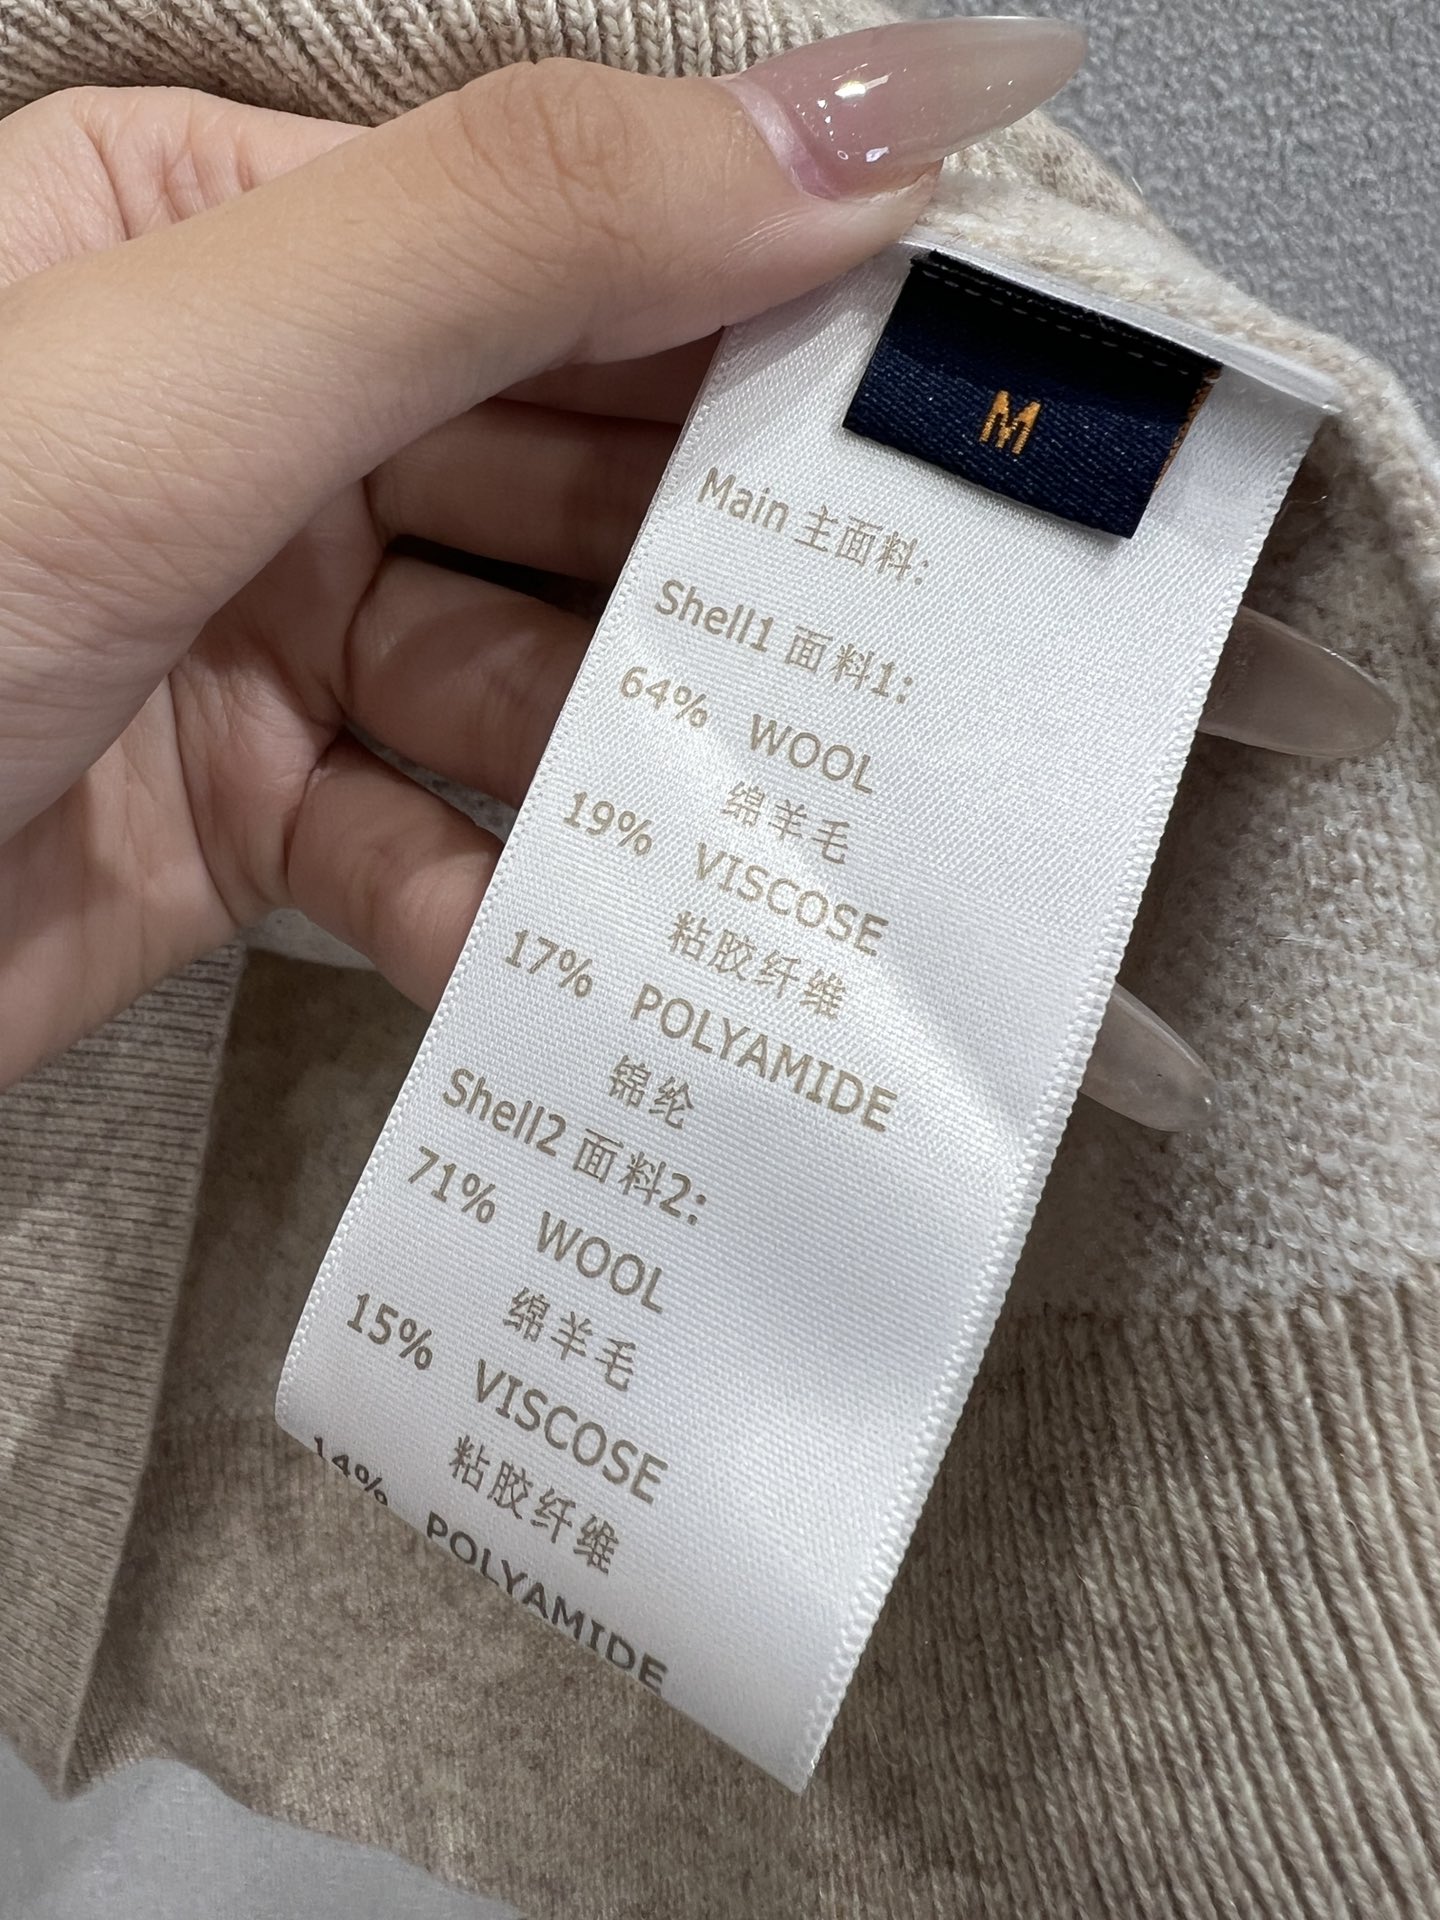 M
Main 主面料:
Shell1 面料1:
64% WOOL
绵羊毛
19% VISCOSE
粘胶纤维
17% POLYAMIDE
锦纶
Shell2 面料2:
71% WOOL
绵羊毛
15% VISCOSE
粘胶纤维
14% POLYAMIDE